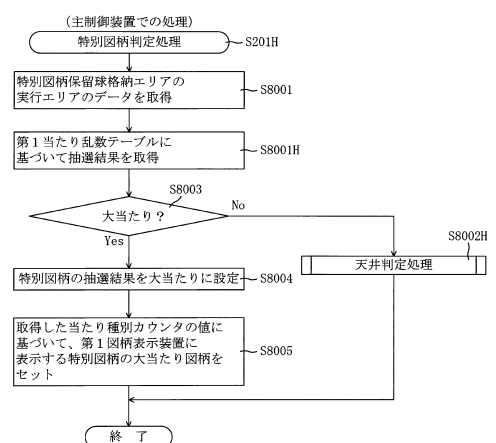 (主制御装置での処理)
特別図柄判定処理
S201H
特別図柄保留球格納エリアの
実行エリアのデータを取得
S8001
第1当たり乱数テーブルに
基づいて抽選結果を取得
S8001H
S8003
大当たり?
No
Yes
S8002H
天井判定処理
特別図柄の抽選結果を大当たりに設定
S8004
取得した当たり種別カウンタの値に
基づいて、第1図柄表示装置に
表示する特別図柄の大当たり図柄を
セット
S8005
終 了